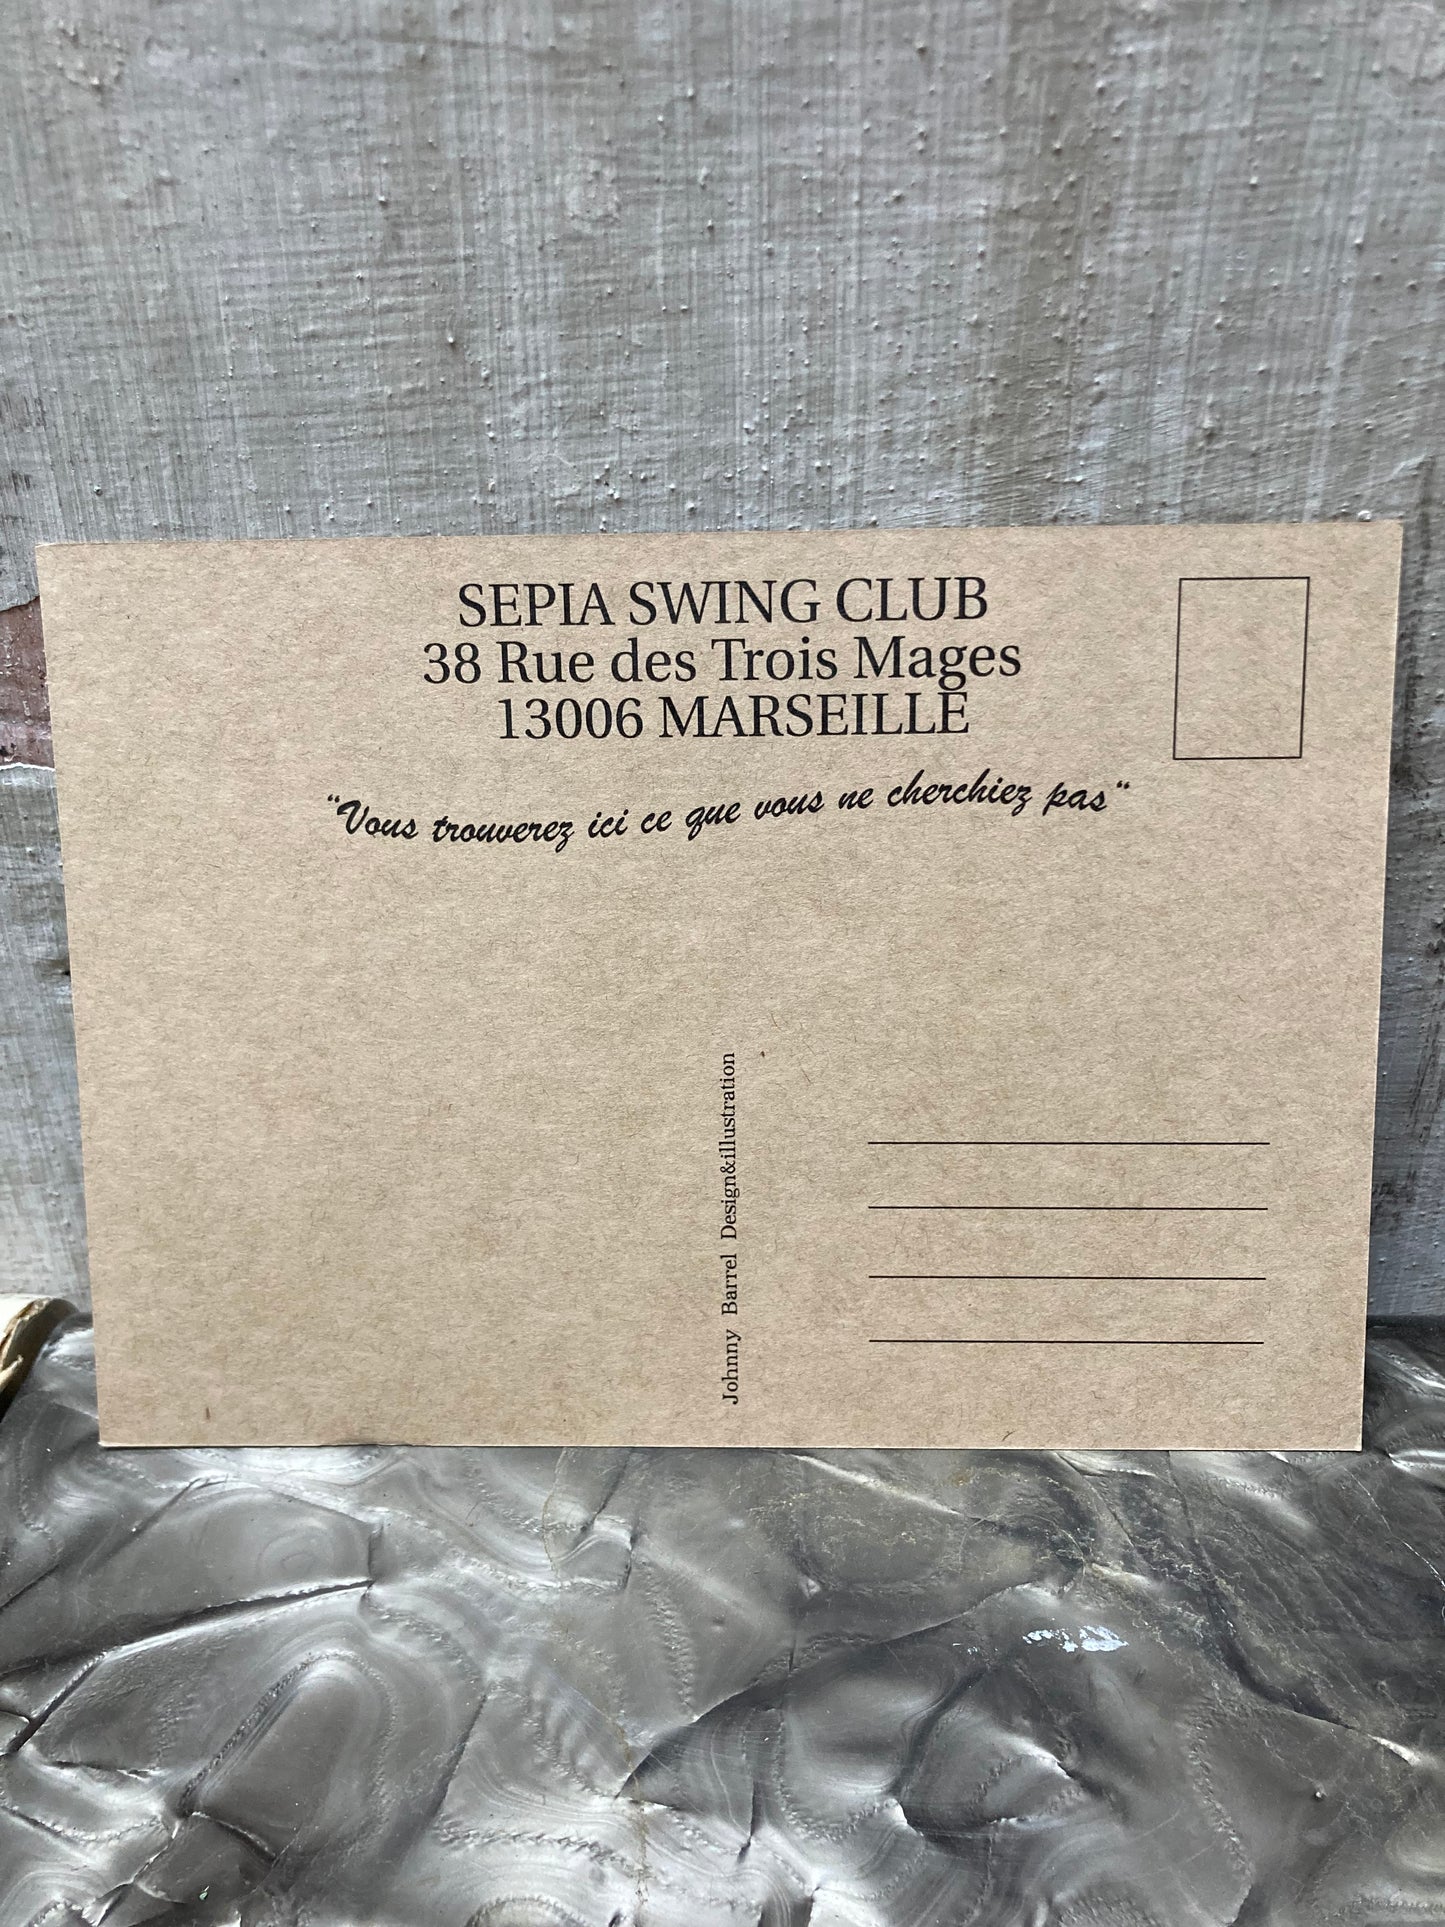 SEPIA SWING CLUB
38 Rue des Trois Mages
13006 MARSEILLE
"Vous trouverez ici ce que vous ne cherchiez pas"
Johnny Barrel Design&illustration